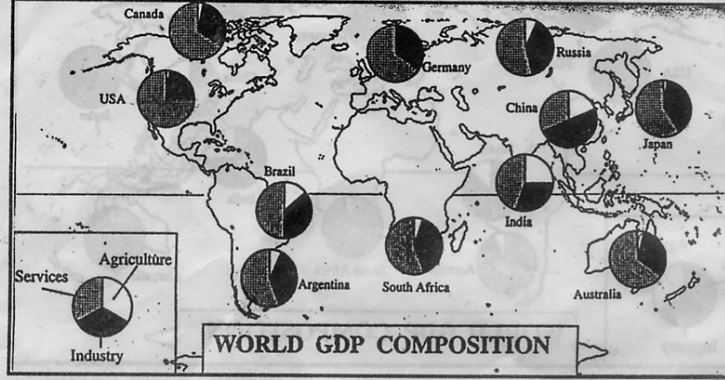 Canada
Germany
Russia
USA
China
Japan
Brazil
India
Argentina
South Africa
Australia
Agriculture
Services
Industry
WORLD GDP COMPOSITION